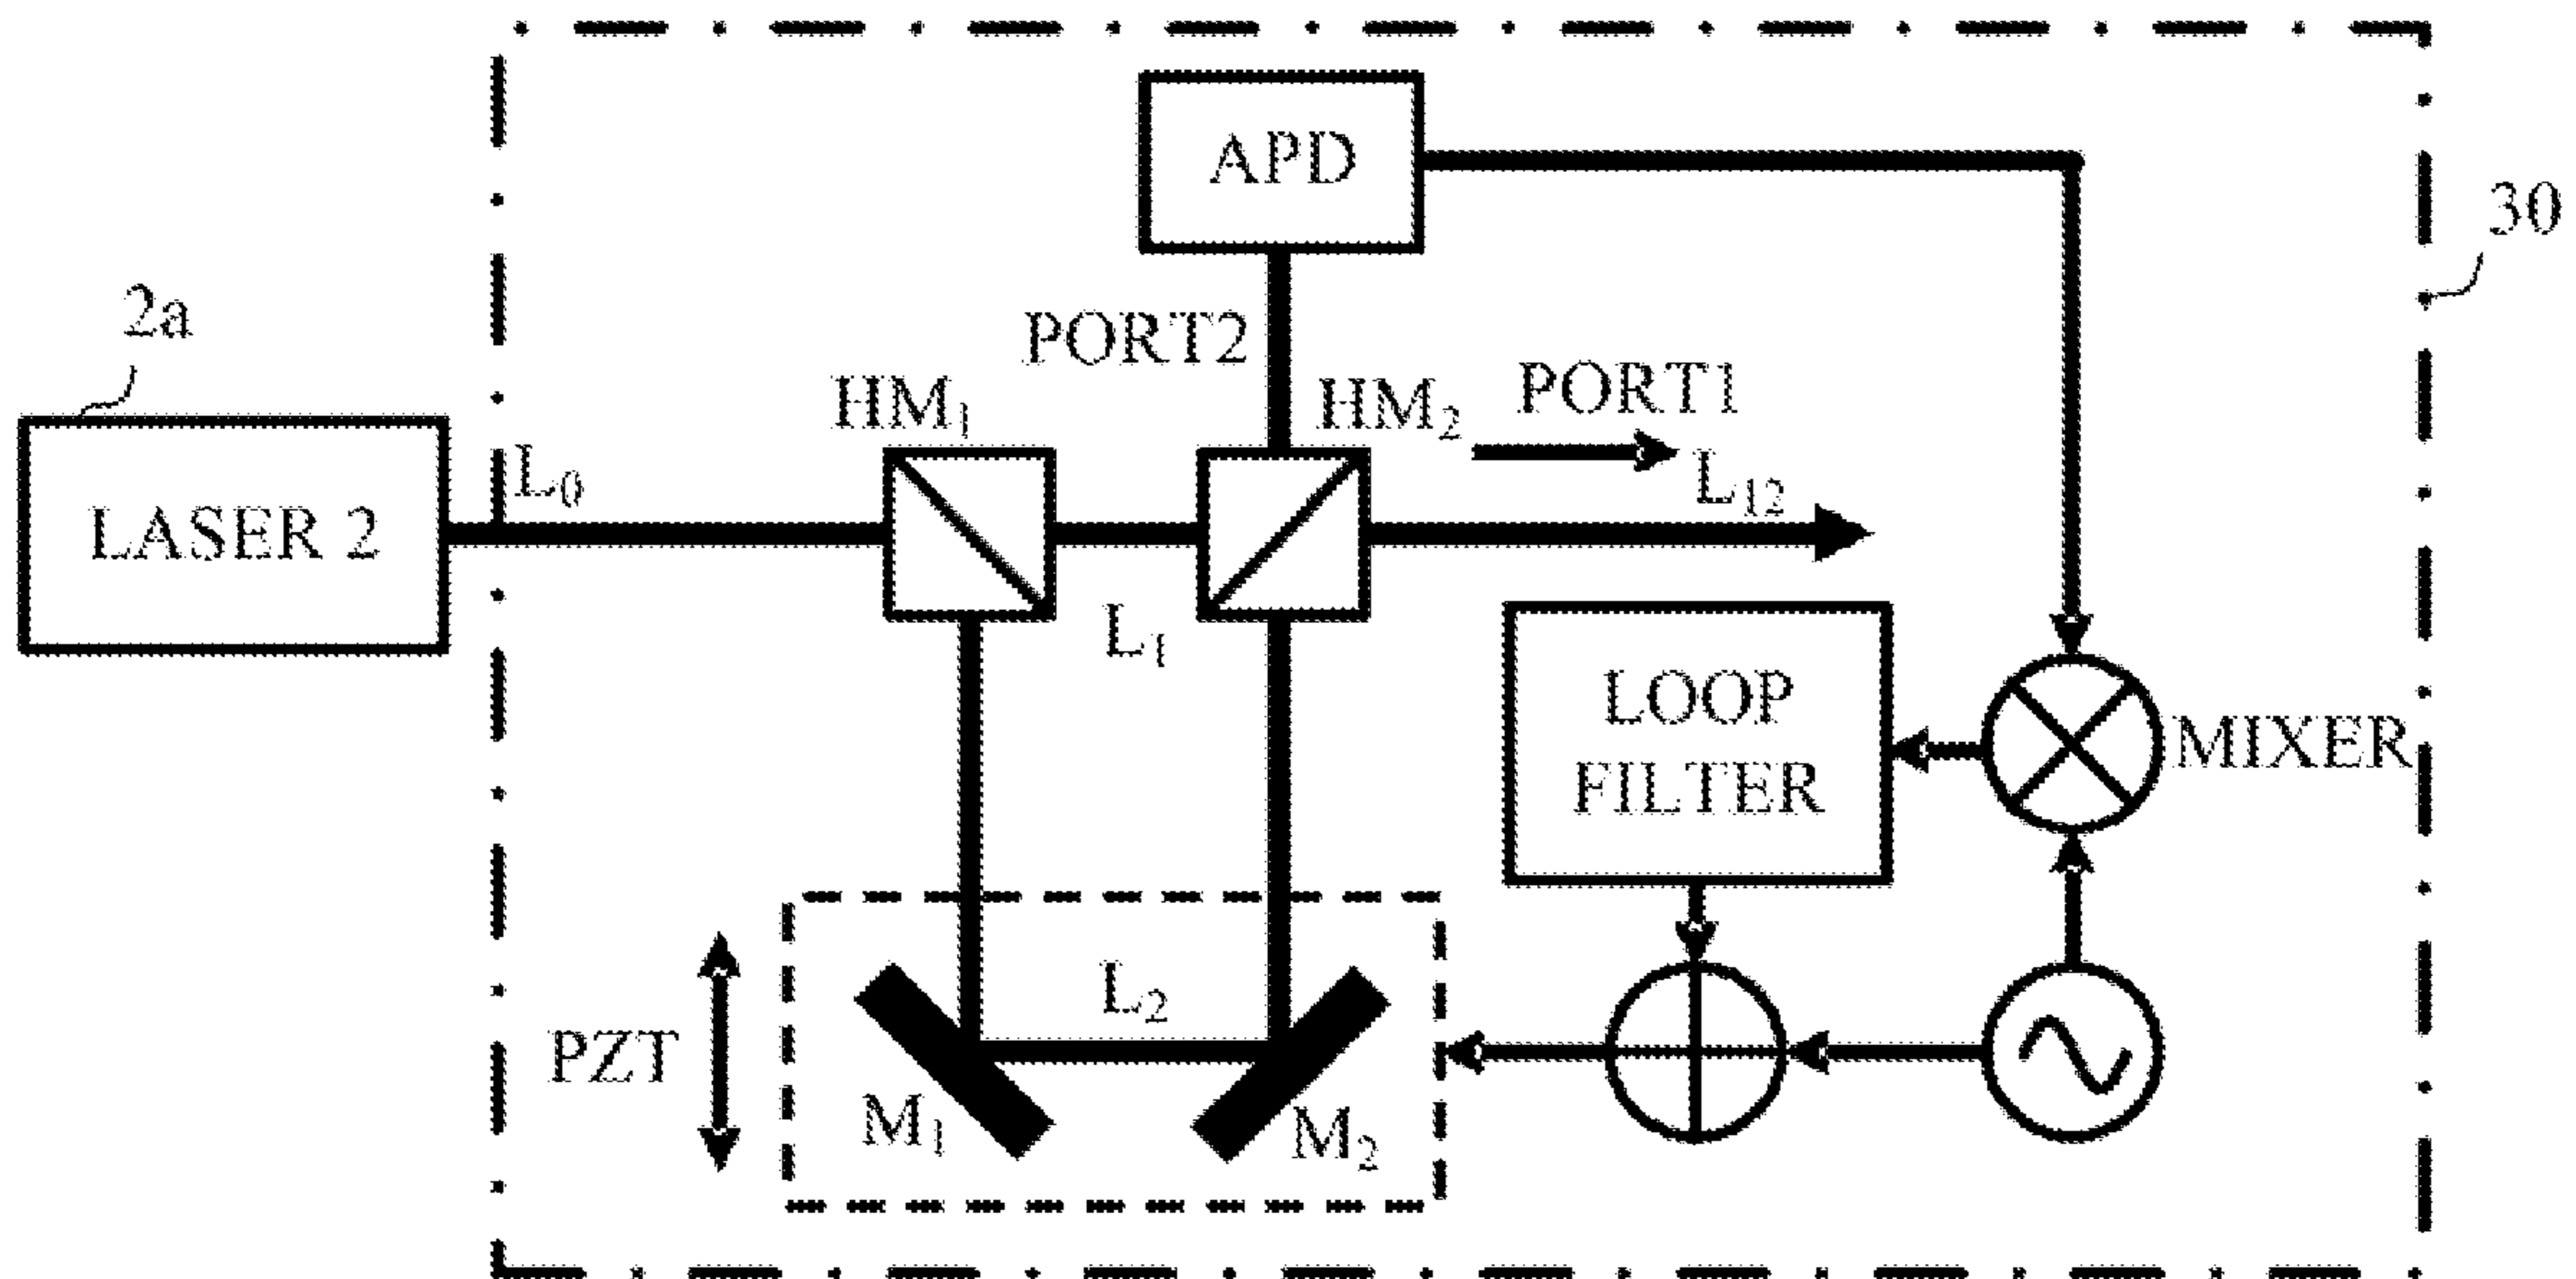 APD
30
2a
PORT2
HM₁
HM₂
PORT1
L₀
L₁₂
LASER 2
L₁
LOOP
FILTER
MIXER
L₂
PZT
M₁
M₂